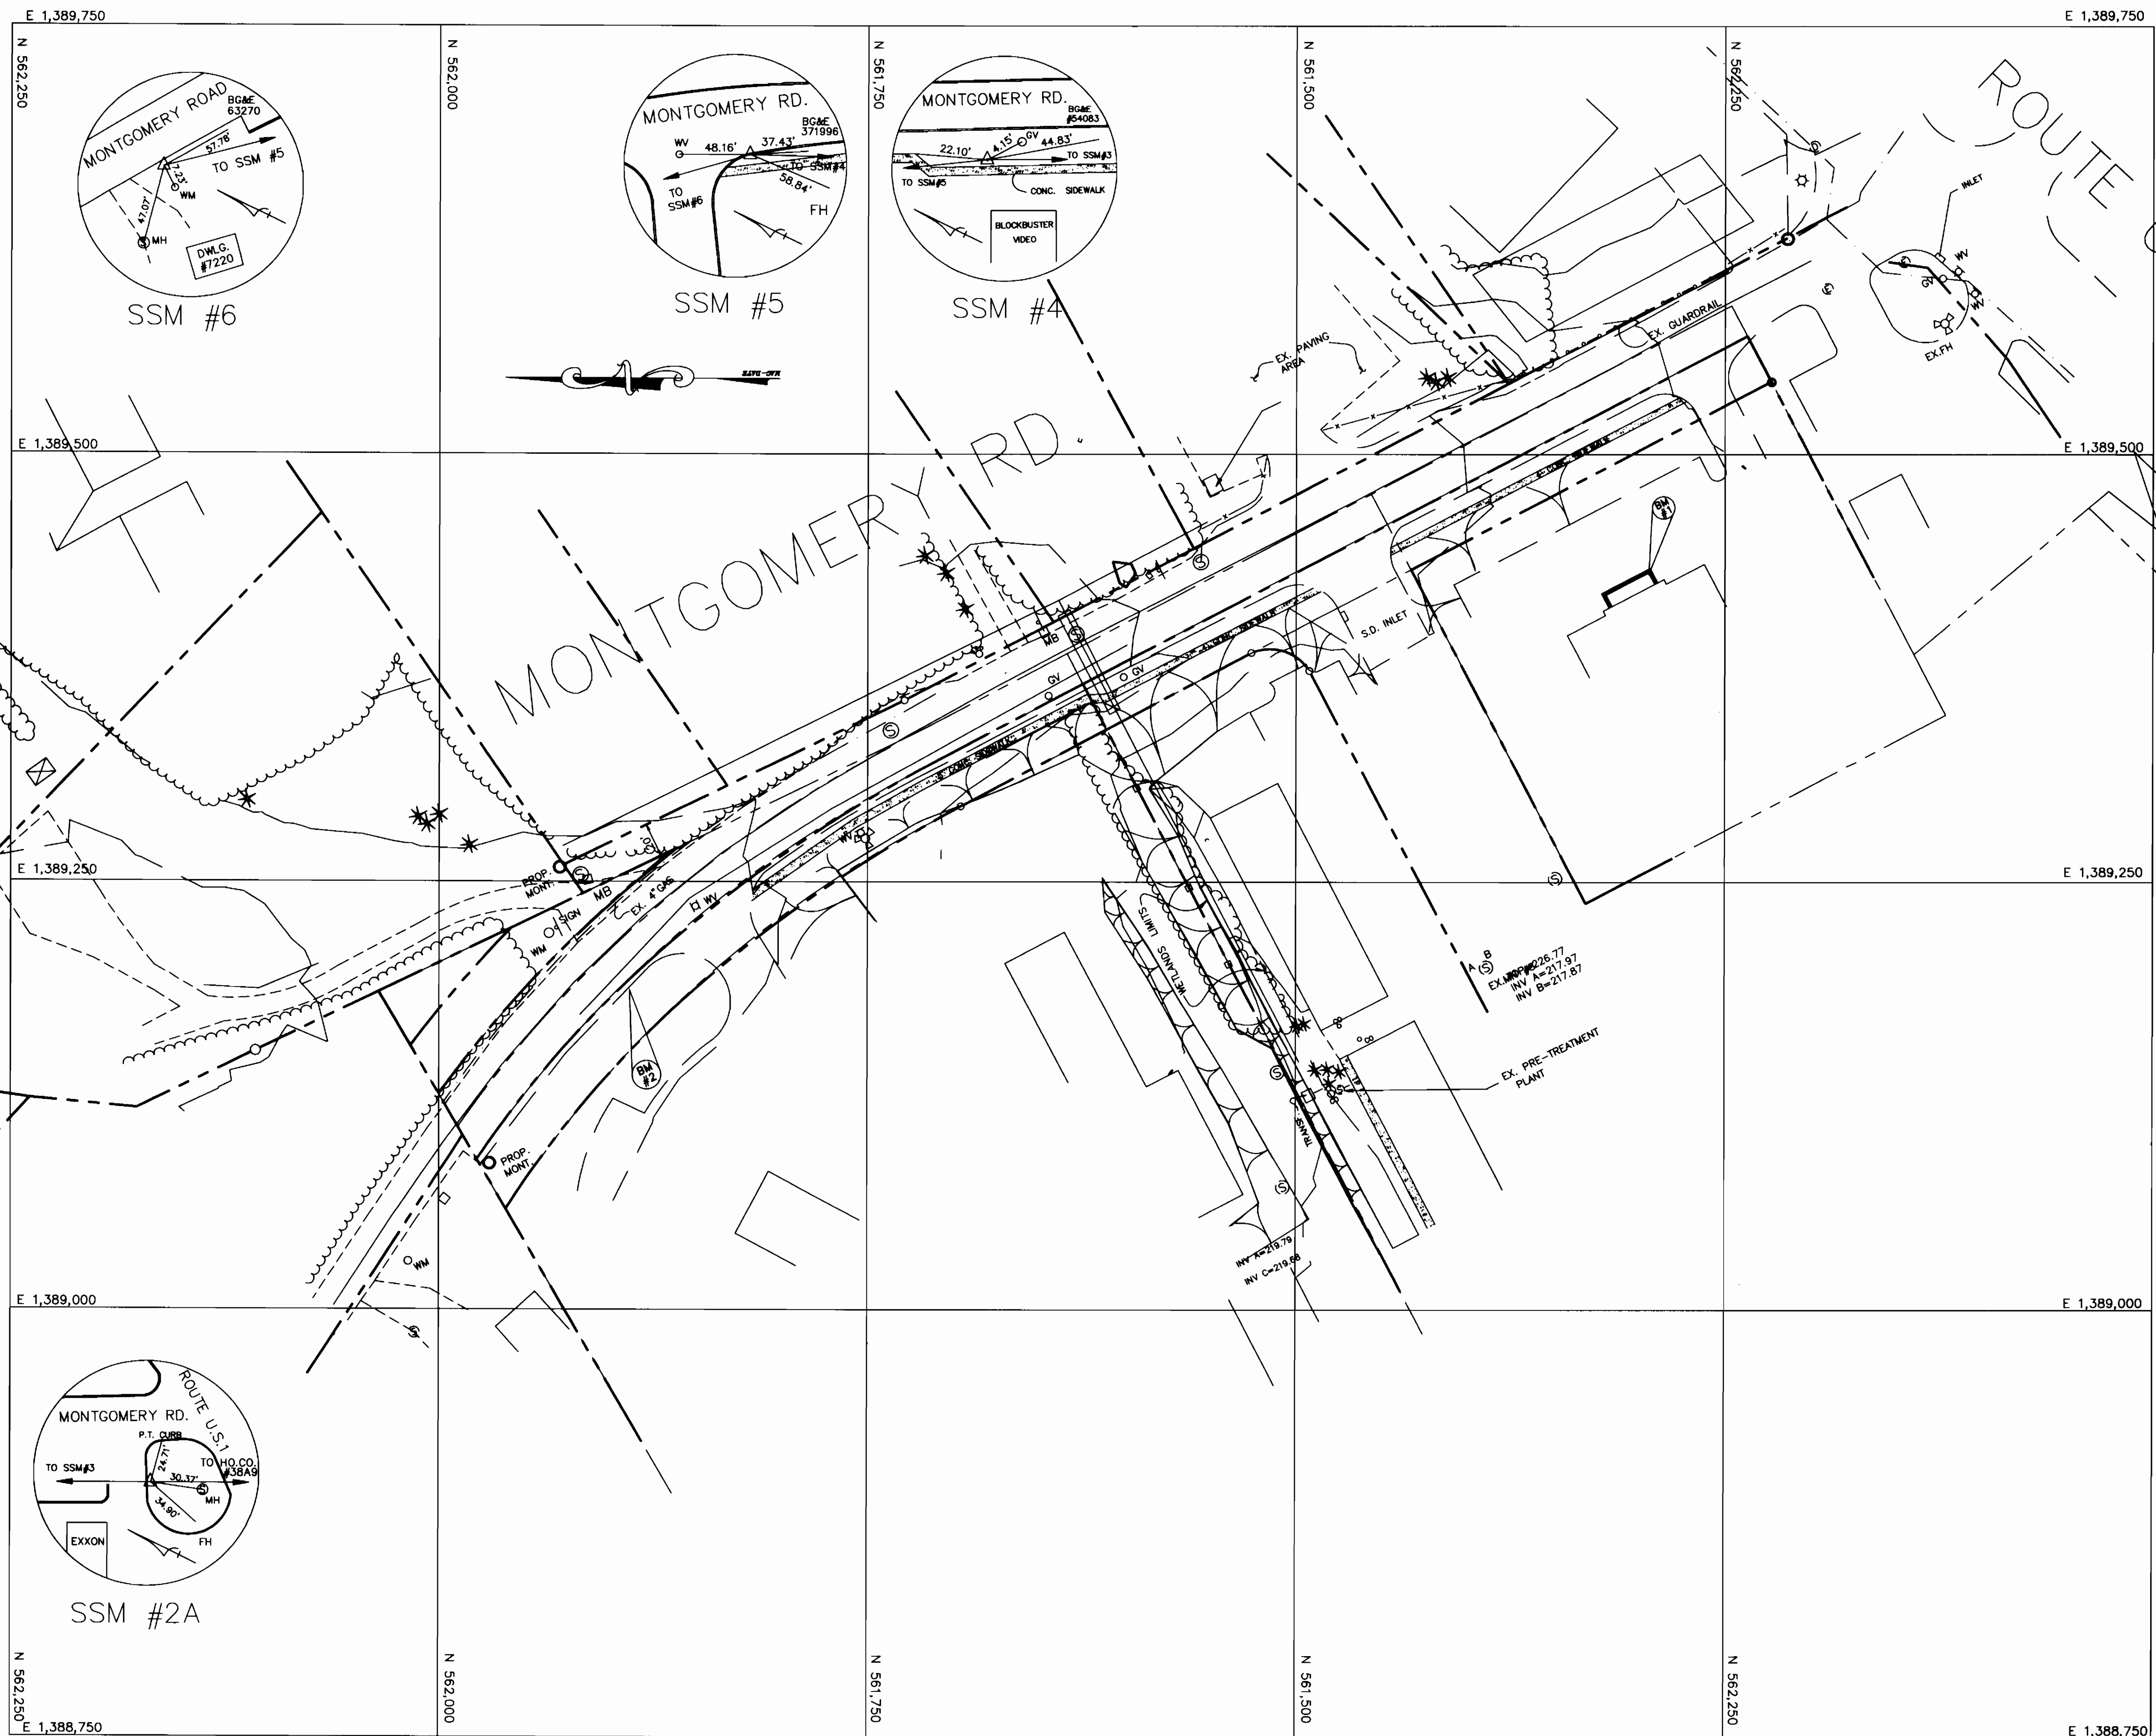 E 1,389,750
E 1,389,750
N 562,250
N 562,000
N 561,750
N 561,500
N 562,250
MONTGOMERY ROAD
BG&E
63270
57.78'
TO SSM #5
7.23'
WM
47.07'
S MH
DWLG.
#7220
SSM #6
MONTGOMERY RD.
BG&E
371996
WV
48.16'
37.43'
TO SSM#4
58.84'
TO
SSM#6
FH
SSM #5
MONTGOMERY RD.
BG&E
#54083
4.15'
GV
44.83'
22.10'
TO SSM#3
TO SSM#5
CONC. SIDEWALK
BLOCKBUSTER
VIDEO
SSM #4
ROUTE U
INLET
WV
GV
WV
EX.FH
EX. GUARDRAIL
EX. PAVING
AREA
E 1,389,500
E 1,389,500
MONTGOMERY RD.
BM
#1
S
S
MB
GV
GV
S.D. INLET
S
WV
E 1,389,250
E 1,389,250
PROP.
MONT.
S
MB
SIGN
WM
EX. 4" GAS
WV
WETLANDS LIMITS
S
A
B
(S)
INV A=217.97
INV B=217.87
BM
#2
EX. PRE-TREATMENT
PLANT
S
TRANS.
PROP.
MONT.
(S)
INV A=219.79
INV C=219.68
WM
E 1,389,000
E 1,389,000
ROUTE U.S.1
MONTGOMERY RD.
P.T. CURB
24.71'
TO SSM#3
TO HO.CO.
#38A9
30.37'
S
MH
34.90'
EXXON
FH
SSM #2A
N 562,250
N 562,000
N 561,750
N 561,500
N 562,250
E 1,388,750
E 1,388,750